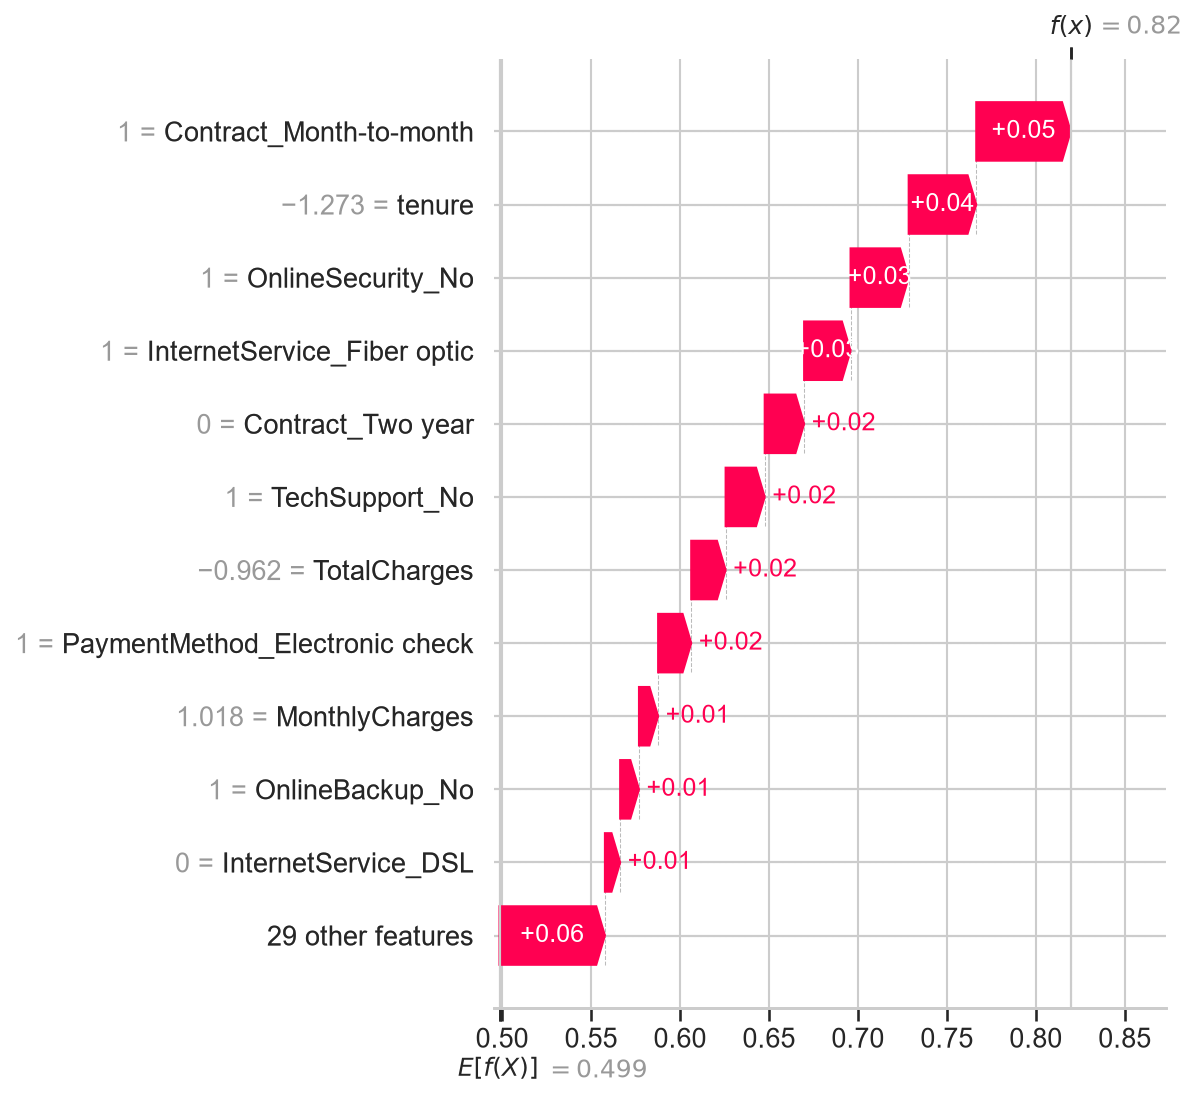 f(x) = 0.82
1 = Contract_Month-to-month +0.05
−1.273 = tenure +0.04
1 = OnlineSecurity_No +0.03
1 = InternetService_Fiber optic +0.03
0 = Contract_Two year +0.02
1 = TechSupport_No +0.02
−0.962 = TotalCharges +0.02
1 = PaymentMethod_Electronic check +0.02
1.018 = MonthlyCharges +0.01
1 = OnlineBackup_No +0.01
0 = InternetService_DSL +0.01
29 other features +0.06
0.50 0.55 0.60 0.65 0.70 0.75 0.80 0.85
E[f(X)] = 0.499